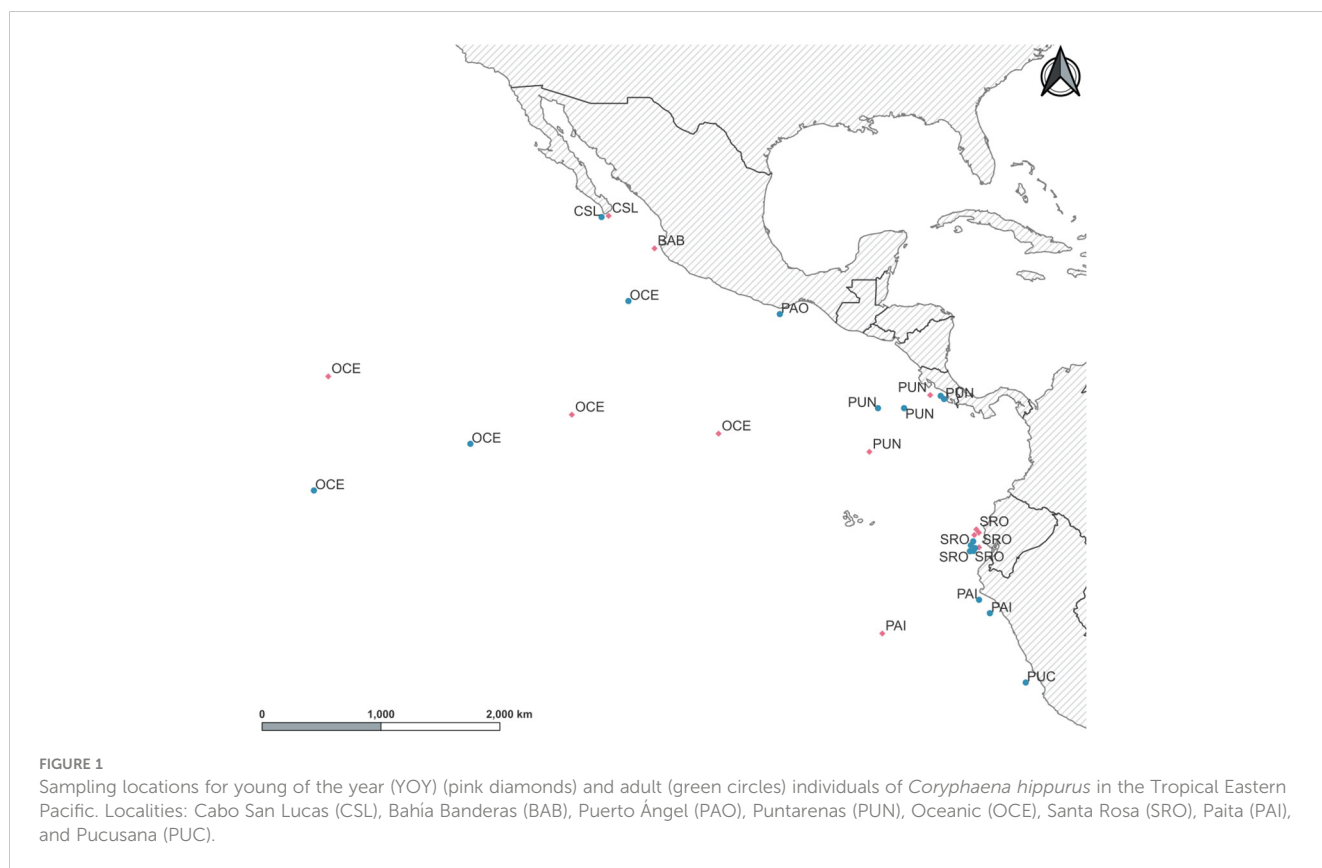 CSL CSL
BAB
OCE
PAO
OCE
PUN PUN
PUN PUN
OCE
OCE
OCE
PUN
OCE
SRO
SRO SRO
SRO SRO
PAI
PAI
PAI
PUC
0 1,000 2,000 km
FIGURE 1
Sampling locations for young of the year (YOY) (pink diamonds) and adult (green circles) individuals of Coryphaena hippurus in the Tropical Eastern
Pacific. Localities: Cabo San Lucas (CSL), Bahía Banderas (BAB), Puerto Ángel (PAO), Puntarenas (PUN), Oceanic (OCE), Santa Rosa (SRO), Paita (PAI),
and Pucusana (PUC).